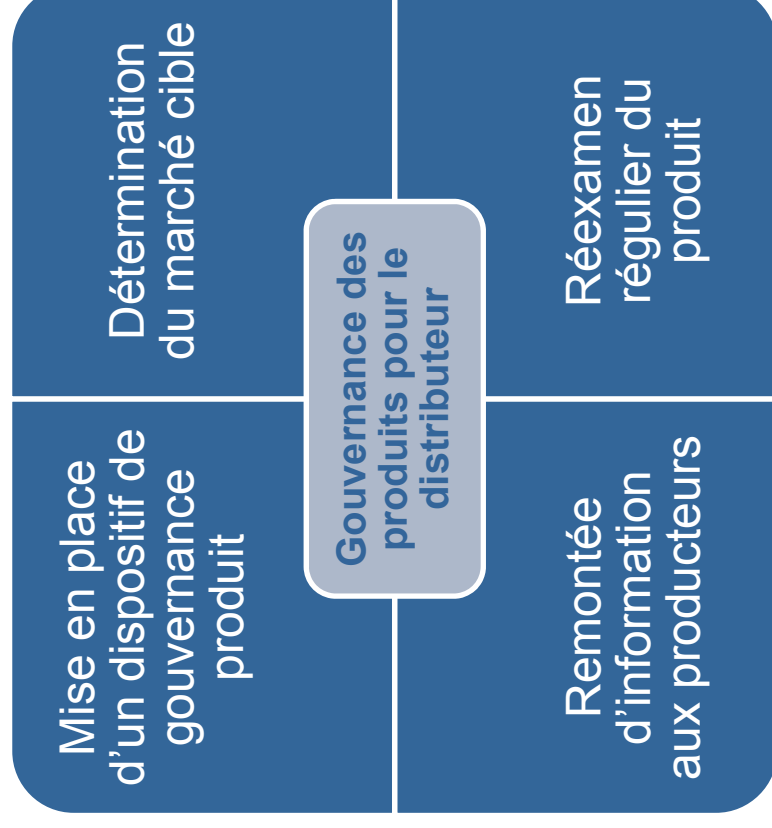 Mise en place
d’un dispositif de
gouvernance
produit
Détermination
du marché cible
Gouvernance des
produits pour le
distributeur
Remontée
d’information
aux producteurs
Réexamen
régulier du
produit